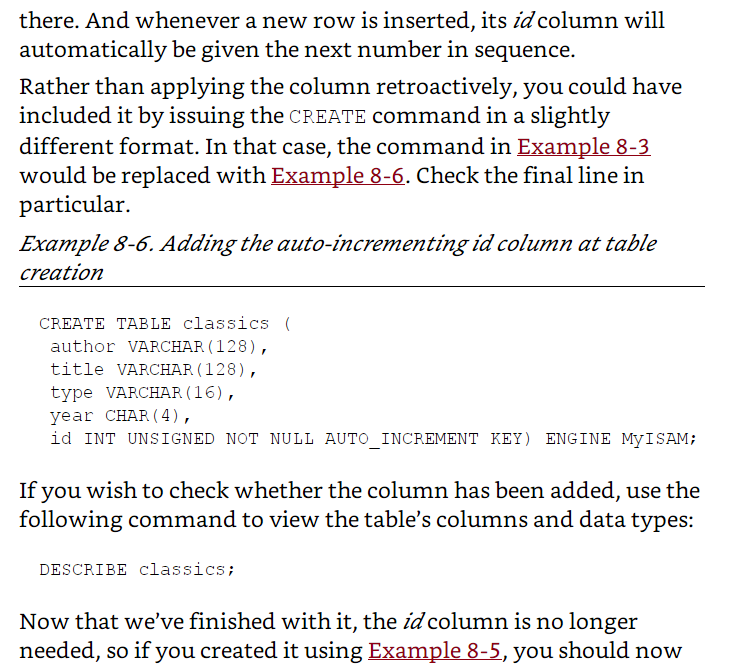 there. And whenever a new row is inserted, its id column will
automatically be given the next number in sequence.
Rather than applying the column retroactively, you could have
included it by issuing the CREATE command in a slightly
different format. In that case, the command in Example 8-3
would be replaced with Example 8-6. Check the final line in
particular.
Example 8-6. Adding the auto-incrementing id column at table
creation
CREATE TABLE classics (
author VARCHAR(128),
title VARCHAR(128),
type VARCHAR(16),
year CHAR(4),
id INT UNSIGNED NOT NULL AUTO_INCREMENT KEY) ENGINE MyISAM;
If you wish to check whether the column has been added, use the
following command to view the table’s columns and data types:
DESCRIBE classics;
Now that we’ve finished with it, the id column is no longer
needed, so if you created it using Example 8-5, you should now